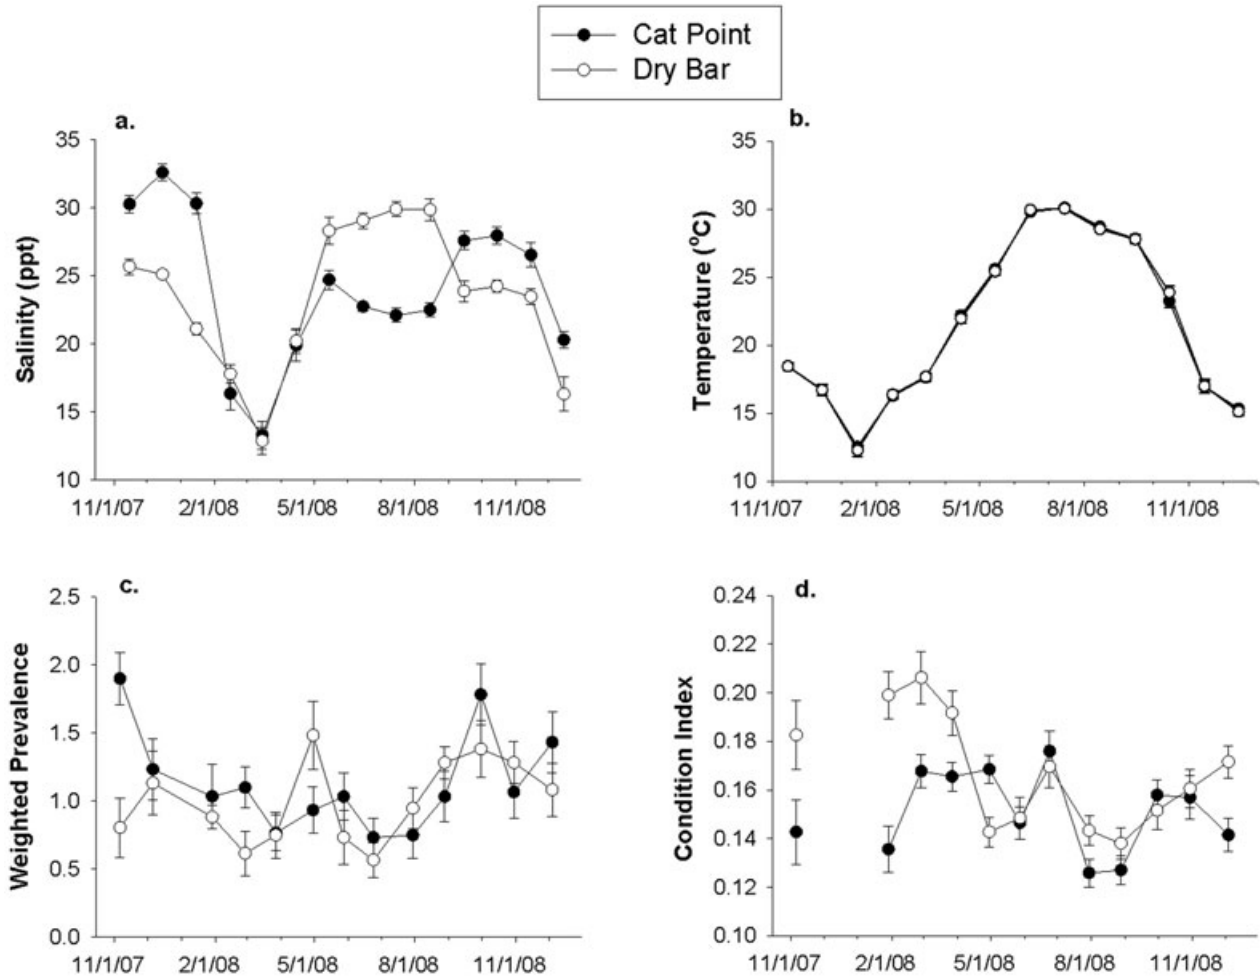 Cat Point
Dry Bar
a.
35
30
25
20
15
10
Salinity (ppt)
11/1/07 2/1/08 5/1/08 8/1/08 11/1/08
b.
35
30
25
20
15
10
Temperature (°C)
11/1/07 2/1/08 5/1/08 8/1/08 11/1/08
c.
2.5
2.0
1.5
1.0
0.5
0.0
Weighted Prevalence
11/1/07 2/1/08 5/1/08 8/1/08 11/1/08
d.
0.24
0.22
0.20
0.18
0.16
0.14
0.12
0.10
Condition Index
11/1/07 2/1/08 5/1/08 8/1/08 11/1/08